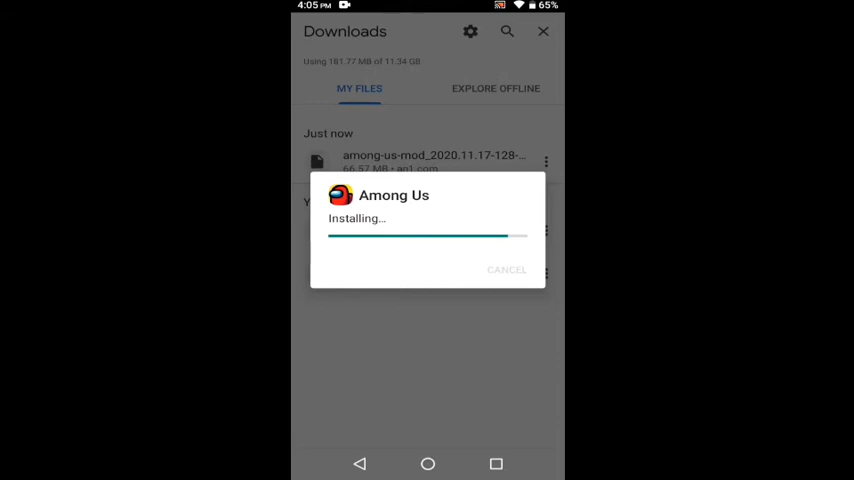 4:05 PM 65%
Downloads
Using 181.77 MB of 11.34 GB
MY FILES EXPLORE OFFLINE
Just now
among-us-mod_2020.11.17-128-...
66.57 MB • an1.com
Y
Among Us
Installing...
CANCEL